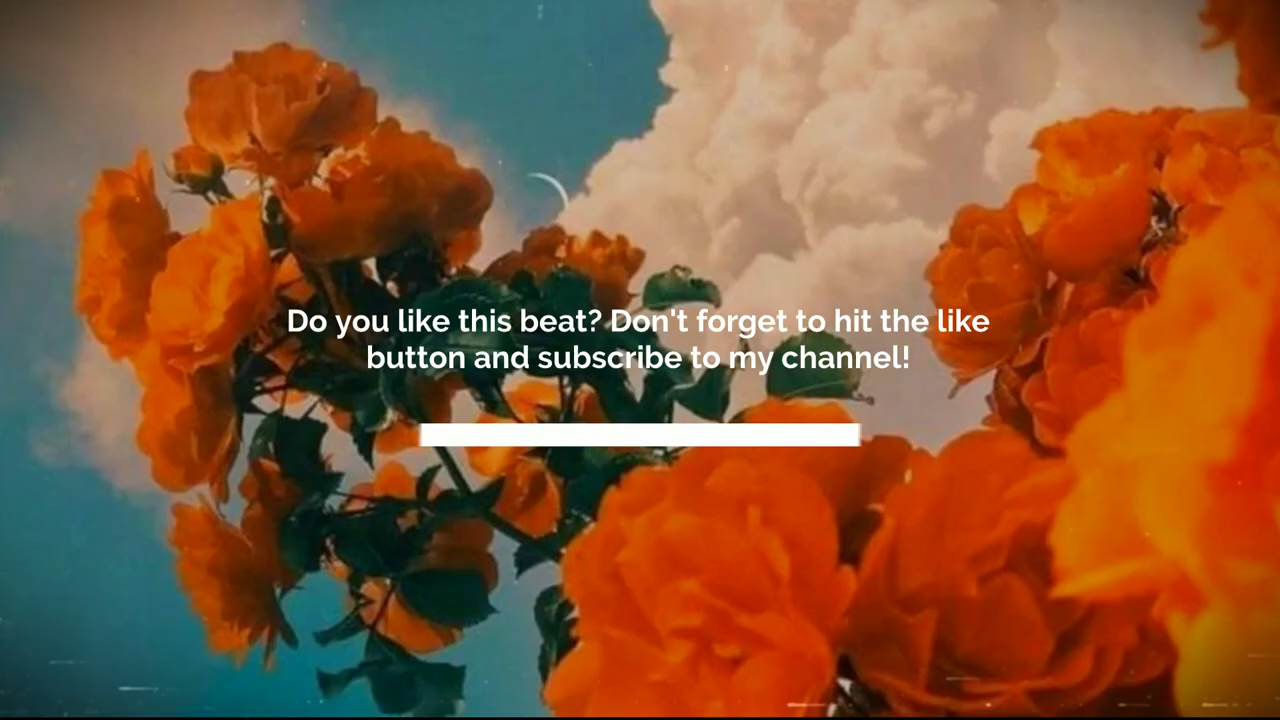 Do you like this beat? Don't forget to hit the like
button and subscribe to my channel!